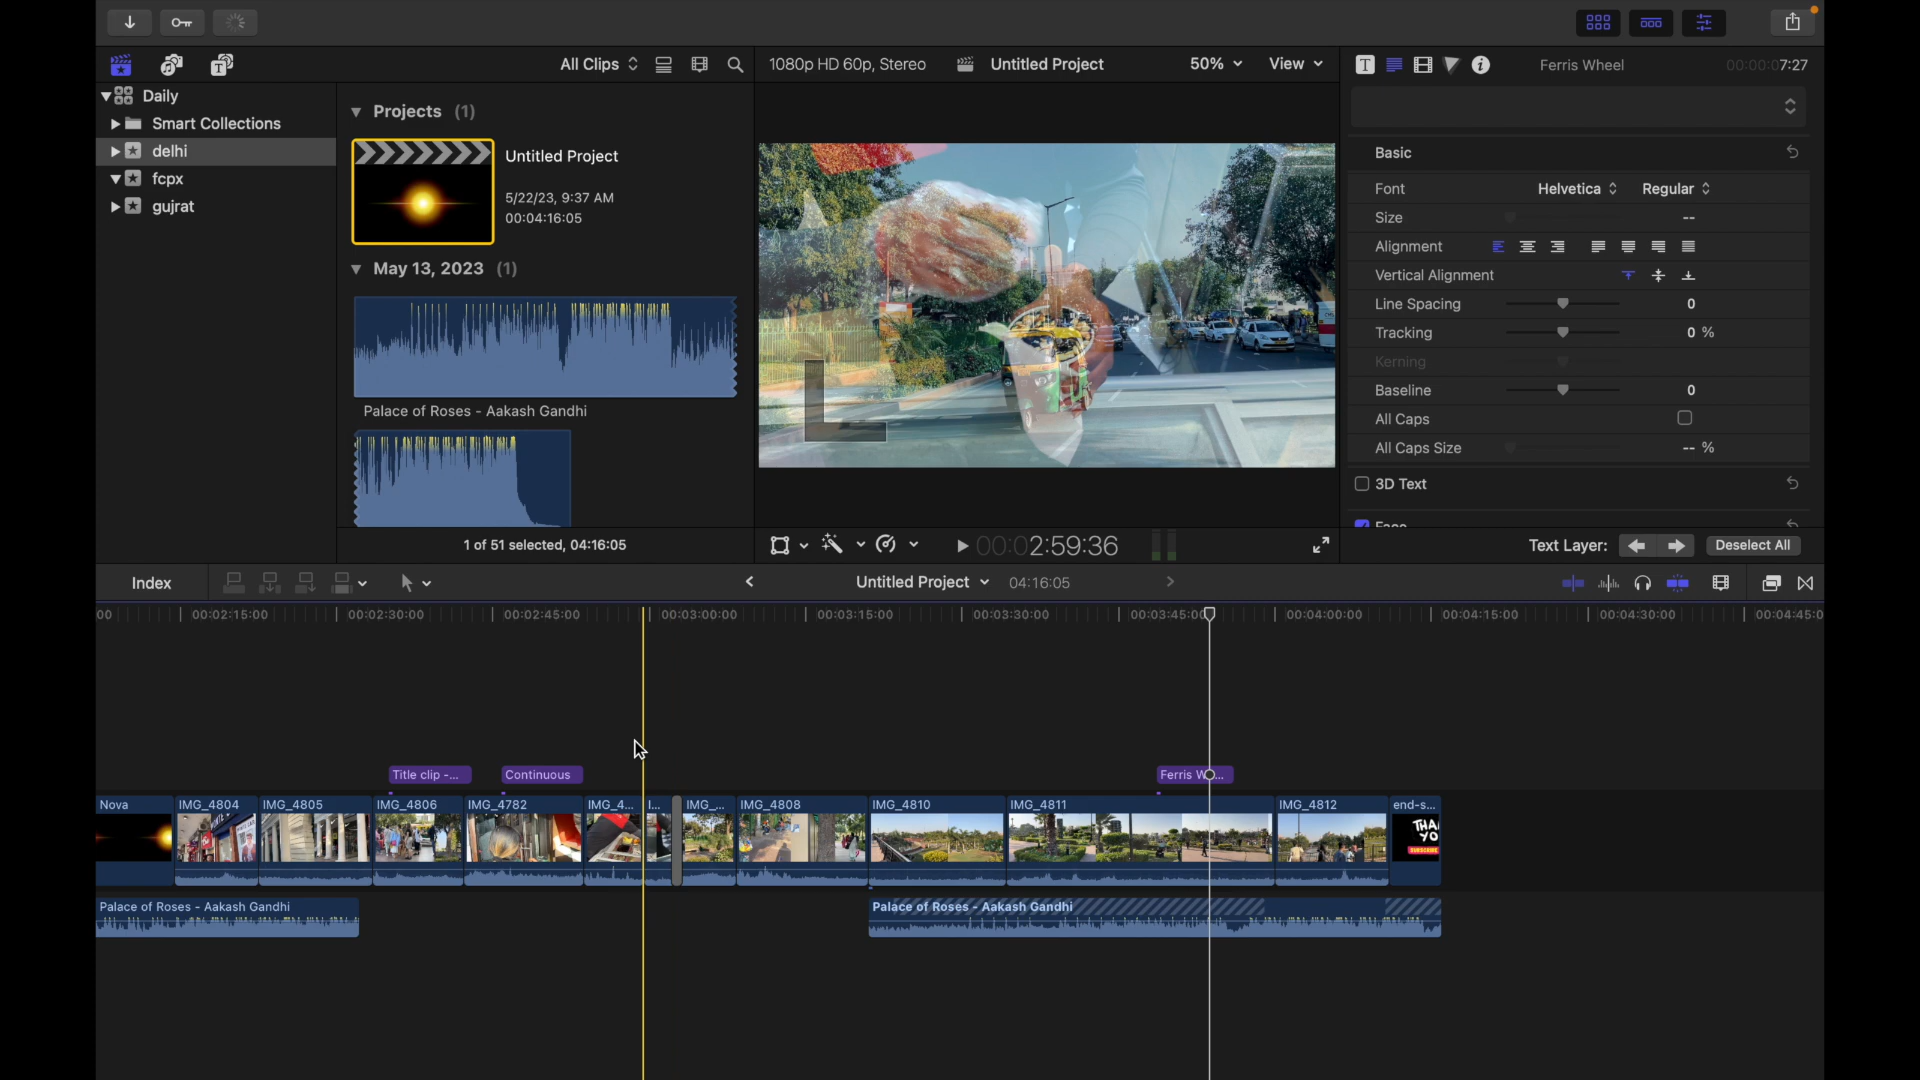 All Clips
1080p HD 60p, Stereo
Untitled Project
50%
View
T
T
Ferris Wheel
00:00:07:27
Daily
Smart Collections
delhi
fcpx
gujrat
Projects (1)
Untitled Project
5/22/23, 9:37 AM
00:04:16:05
May 13, 2023 (1)
Palace of Roses - Aakash Gandhi
1 of 51 selected, 04:16:05
L
00:02:59:36
Basic
Font Helvetica Regular
Size --
Alignment
Vertical Alignment
Line Spacing 0
Tracking 0 %
Kerning
Baseline 0
All Caps
All Caps Size -- %
3D Text
Face
Text Layer:
Deselect All
Index
Untitled Project
04:16:05
00 00:02:15:00 00:02:30:00 00:02:45:00 00:03:00:00 00:03:15:00 00:03:30:00 00:03:45:00 00:04:00:00 00:04:15:00 00:04:30:00 00:04:45:0
Title clip -... Continuous Ferris W...
Nova IMG_4804 IMG_4805 IMG_4806 IMG_4782 IMG_4... I... IMG_... IMG_4808 IMG_4810 IMG_4811 IMG_4812 end-s...
THA
YO
SUBSCRIBE
Palace of Roses - Aakash Gandhi
Palace of Roses - Aakash Gandhi